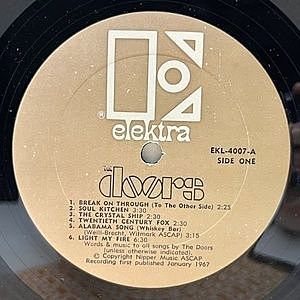 elektra
EKL-4007-A
SIDE ONE
THE
doors
1. BREAK ON THROUGH (To The Other Side) 2:25
2. SOUL KITCHEN 3:30
3. THE CRYSTAL SHIP 2:30
4. TWENTIETH CENTURY FOX 2:30
5. ALABAMA SONG (Whiskey Bar)
(Weill-Brecht, Witmark ASCAP) 3:15
6. LIGHT MY FIRE 6:30
Words & music to all songs by The Doors
(unless otherwise indicated).
© Copyright Nipper Music ASCAP
Recording first published January 1967